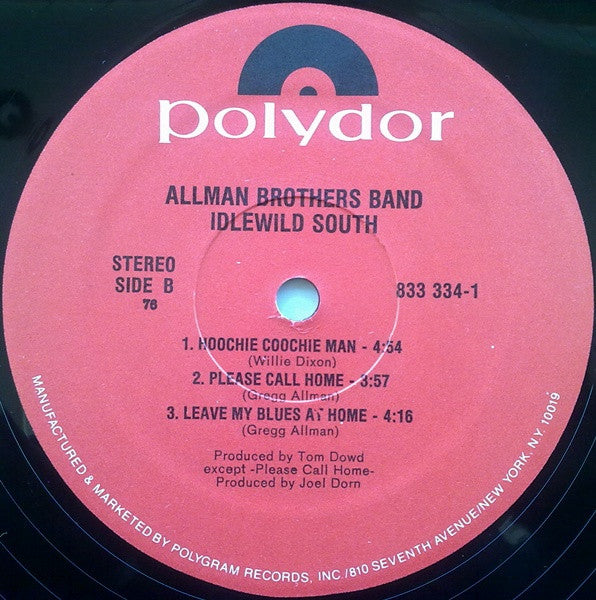 polydor
ALLMAN BROTHERS BAND
IDLEWILD SOUTH
STEREO
SIDE B
76
833 334-1
1. HOOCHIE COOCHIE MAN - 4:54
(Willie Dixon)
2. PLEASE CALL HOME - 3:57
(Gregg Allman)
3. LEAVE MY BLUES AT HOME - 4:16
(Gregg Allman)
Produced by Tom Dowd
except -Please Call Home-
Produced by Joel Dorn
MANUFACTURED & MARKETED BY POLYGRAM RECORDS, INC /810 SEVENTH AVENUE/NEW YORK. N.Y. 10019